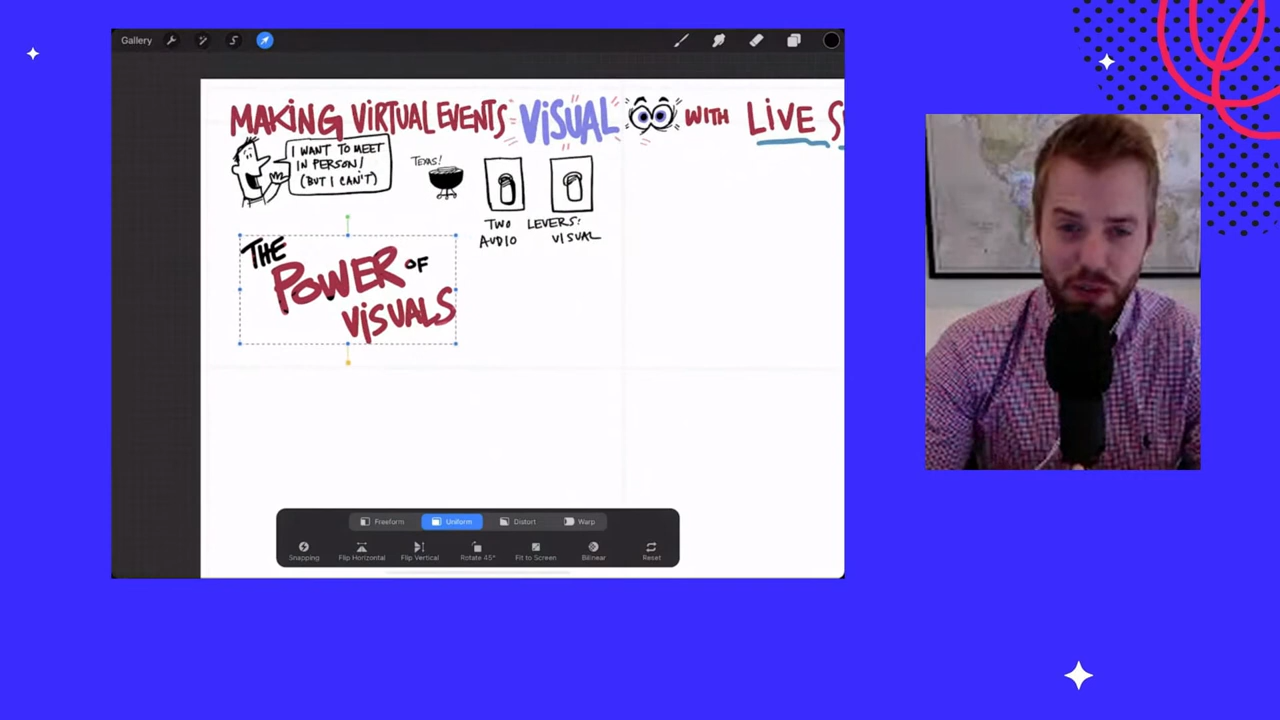 Gallery
MAKiNG ViRTUAL EVENTS ViSUAL WITH LiVE S
I WANT TO MEET
IN PERSON!
(BUT I CAN'T)
TEXAS!
TWO LEVERS:
AUDIO VISUAL
THE
POWER OF
ViSUALS
Freeform Uniform Distort Warp
Snapping Flip Horizontal Flip Vertical Rotate 45° Fit to Screen Bilinear Reset